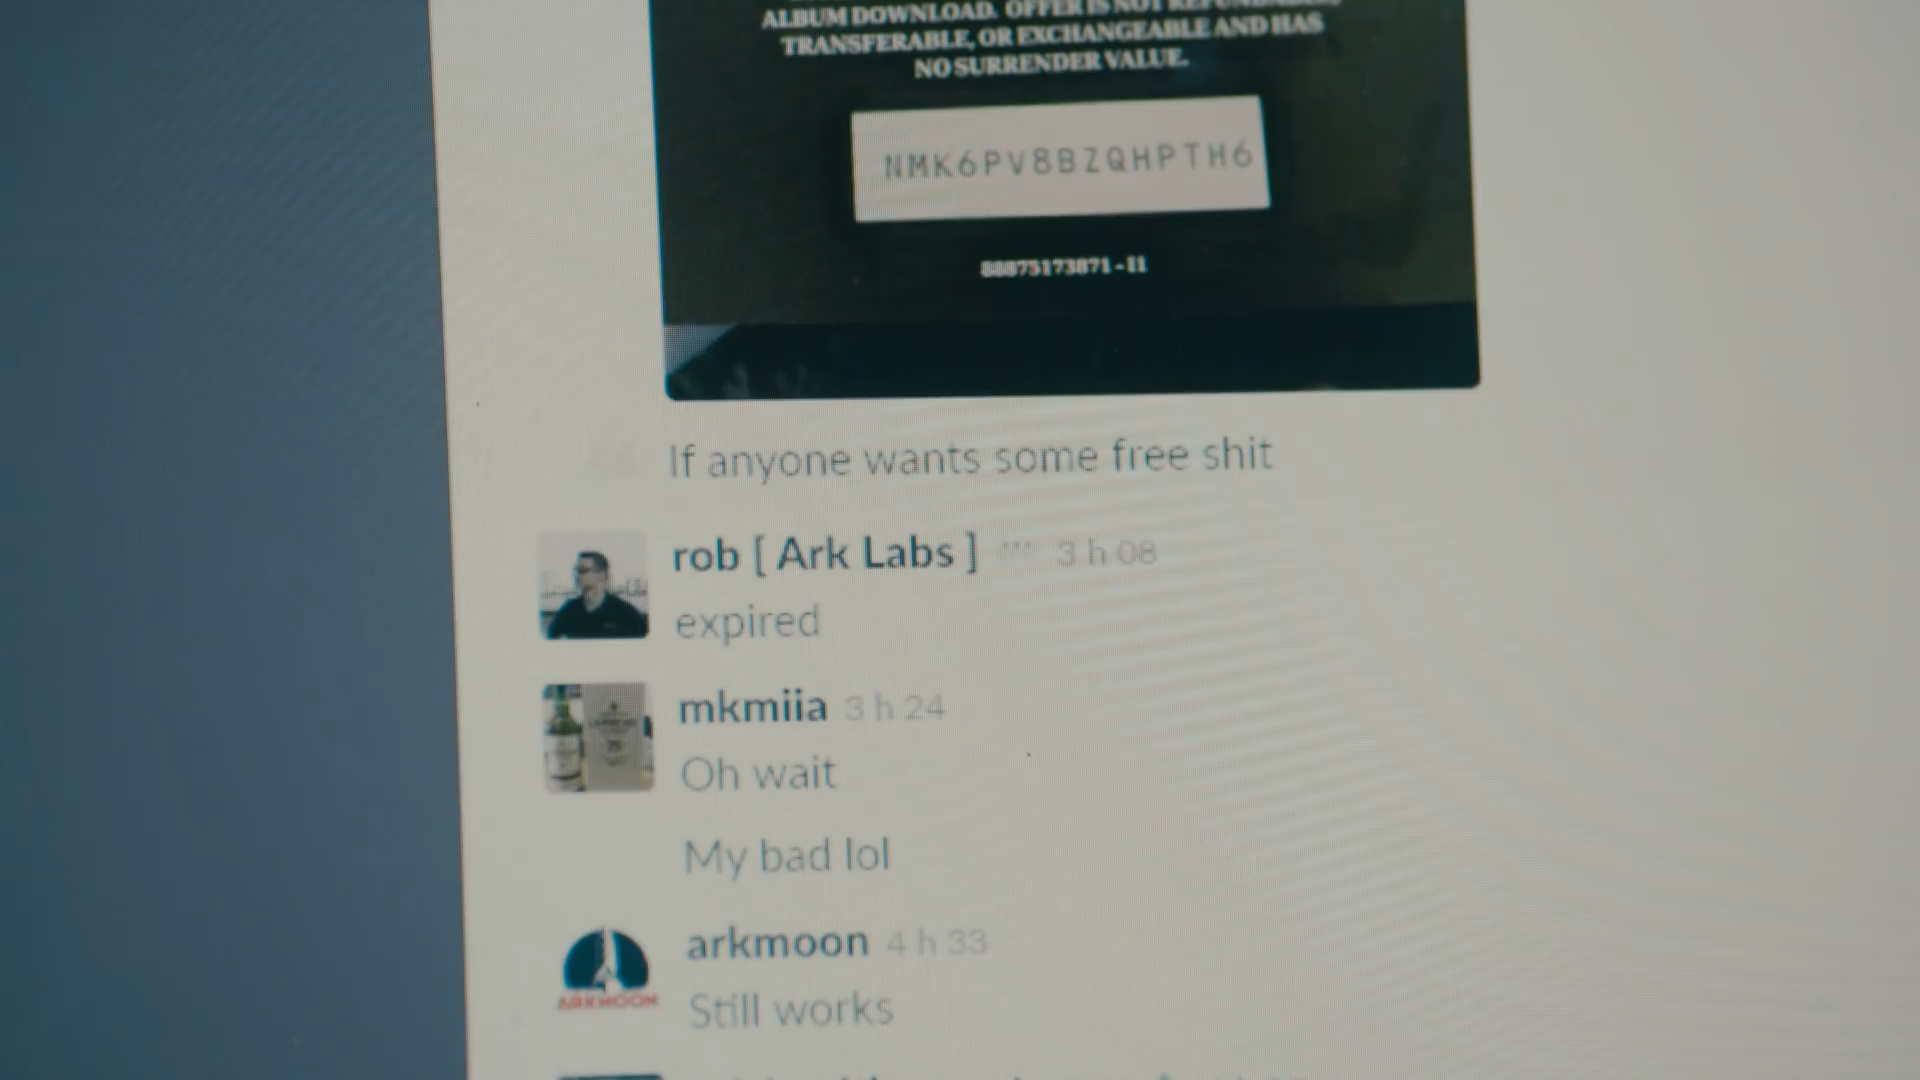 ALBUM DOWNLOAD. OFFER IS NOT REFUNDABLE,
TRANSFERABLE, OR EXCHANGEABLE AND HAS
NO SURRENDER VALUE.
NMK6PV8BZQHPTH6
88875173871-11
If anyone wants some free shit
rob [ Ark Labs ] ··· 3 h 08
expired
mkmiia 3 h 24
Oh wait
My bad lol
arkmoon 4 h 33
ARKMOON
Still works